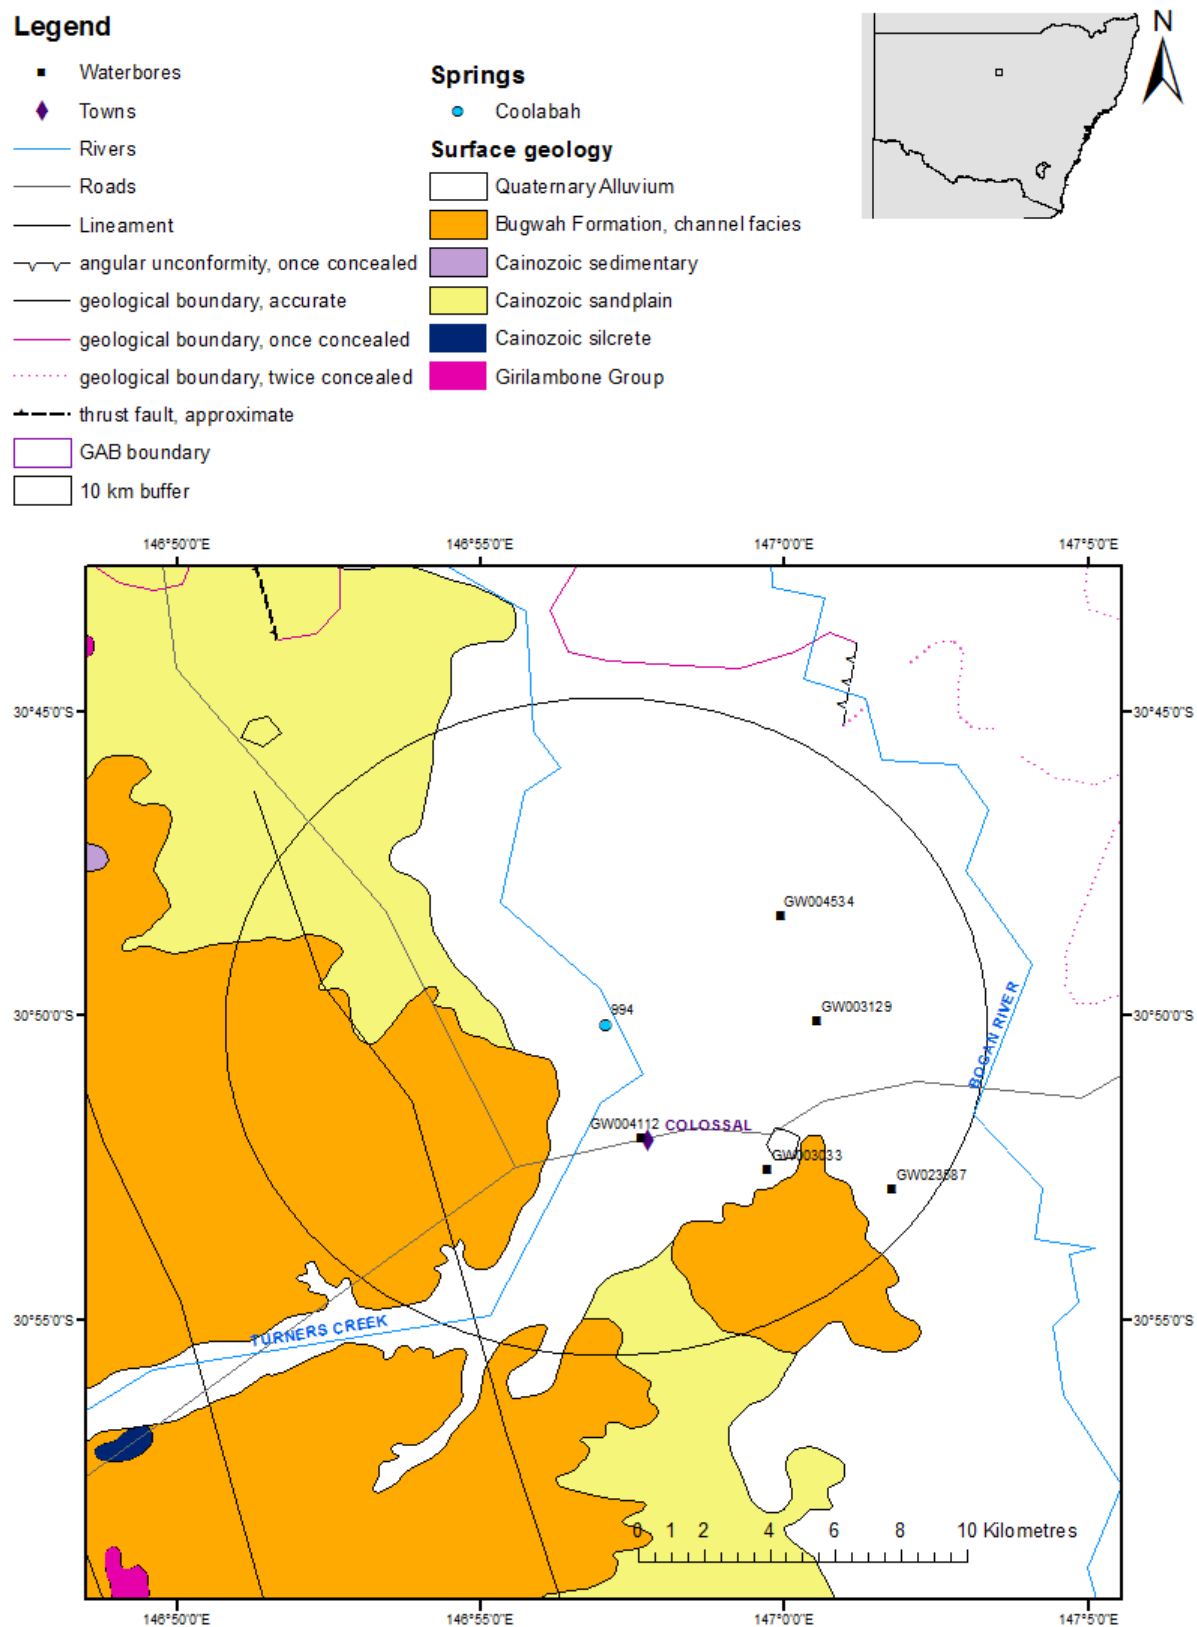 Legend
Waterbores
Towns
Rivers
Roads
Lineament
angular unconformity, once concealed
geological boundary, accurate
geological boundary, once concealed
geological boundary, twice concealed
thrust fault, approximate
GAB boundary
10 km buffer
Springs
Coolabah
Surface geology
Quaternary Alluvium
Bugwah Formation, channel facies
Cainozoic sedimentary
Cainozoic sandplain
Cainozoic silcrete
Girilambone Group
N
146°50'0"E
146°55'0"E
147°0'0"E
147°5'0"E
30°45'0"S
30°45'0"S
GW004534
994
GW003129
30°50'0"S
30°50'0"S
BOGAN RIVER
GW004112
COLOSSAL
GW003033
GW023587
30°55'0"S
30°55'0"S
TURNERS CREEK
0 1 2 4 6 8 10 Kilometres
146°50'0"E
146°55'0"E
147°0'0"E
147°5'0"E